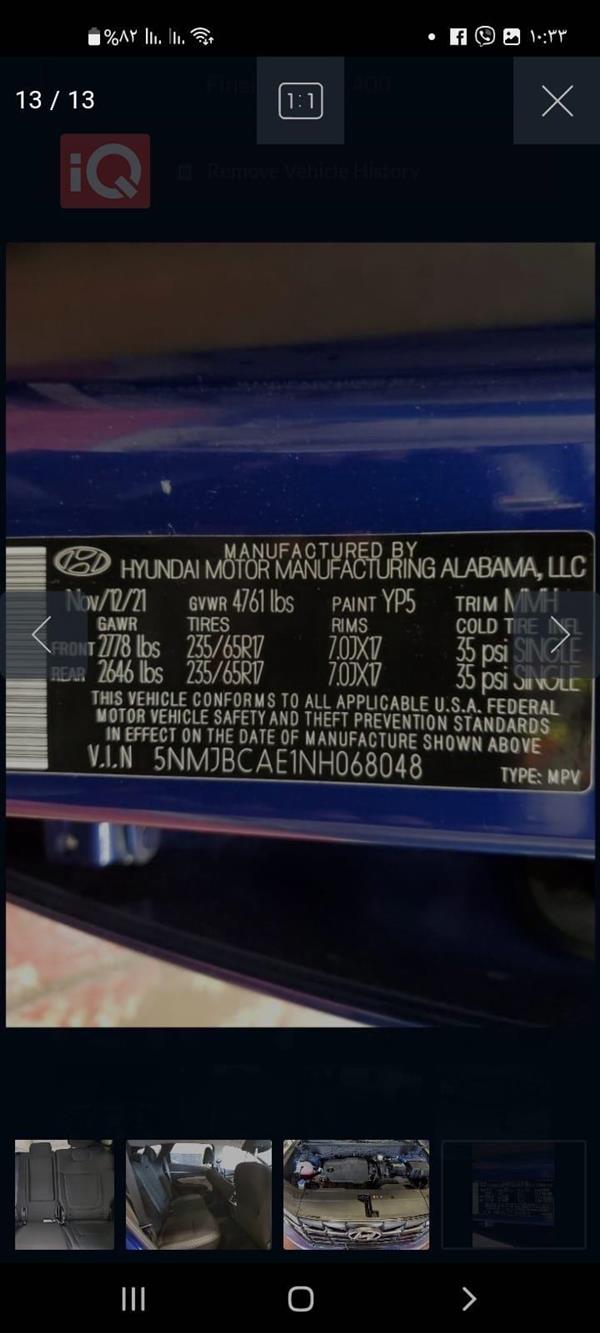 %٨٢
١٠:٣٣
13 / 13
1:1
iQ
Remove Vehicle History
MANUFACTURED BY
HYUNDAI MOTOR MANUFACTURING ALABAMA, LLC
Nov/12/21 GVWR 4761 lbs PAINT YP5 TRIM MMH
GAWR TIRES RIMS COLD TIRE INFL
FRONT 2778 lbs 235/65R17 7.0JX17 35 psi SINGLE
REAR 2646 lbs 235/65R17 7.0JX17 35 psi SINGLE
THIS VEHICLE CONFORMS TO ALL APPLICABLE U.S.A. FEDERAL
MOTOR VEHICLE SAFETY AND THEFT PREVENTION STANDARDS
IN EFFECT ON THE DATE OF MANUFACTURE SHOWN ABOVE
V.I.N 5NMJBCAE1NH068048 TYPE: MPV